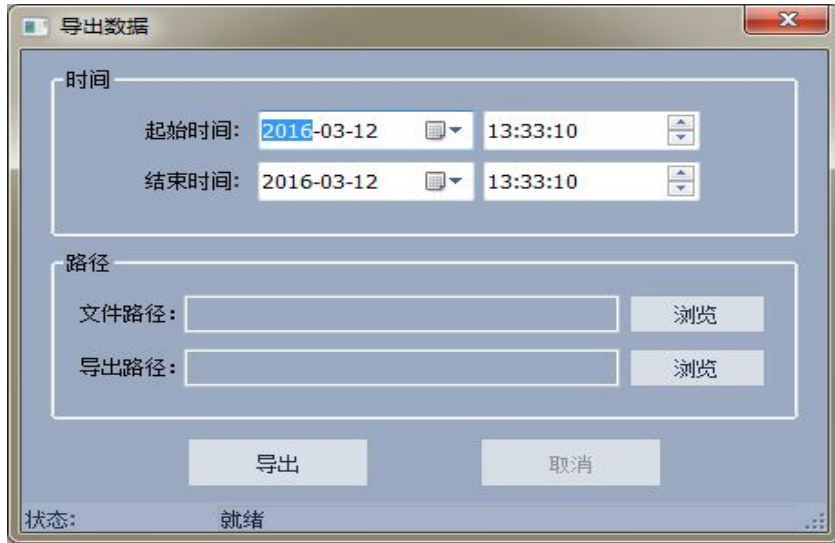 导出数据
时间
起始时间: 2016-03-12 13:33:10
结束时间: 2016-03-12 13:33:10
路径
文件路径: 浏览
导出路径: 浏览
导出 取消
状态: 就绪